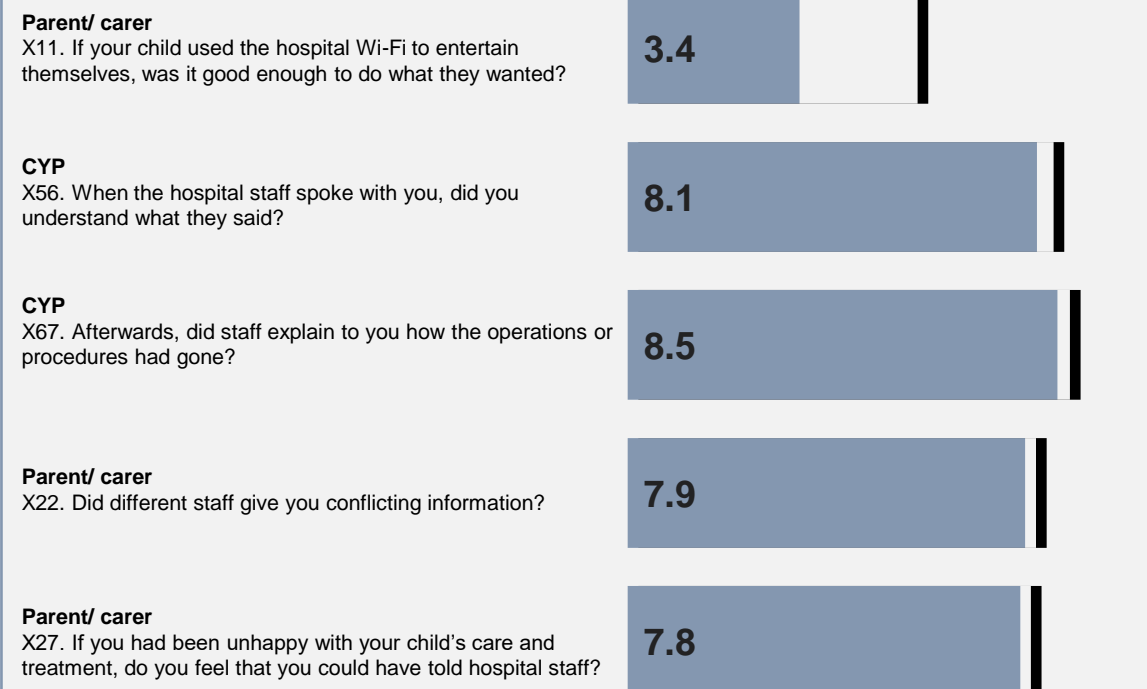 Parent/ carer
X11. If your child used the hospital Wi-Fi to entertain
themselves, was it good enough to do what they wanted?
3.4
CYP
X56. When the hospital staff spoke with you, did you
understand what they said?
8.1
CYP
X67. Afterwards, did staff explain to you how the operations or
procedures had gone?
8.5
Parent/ carer
X22. Did different staff give you conflicting information?
7.9
Parent/ carer
X27. If you had been unhappy with your child’s care and
treatment, do you feel that you could have told hospital staff?
7.8